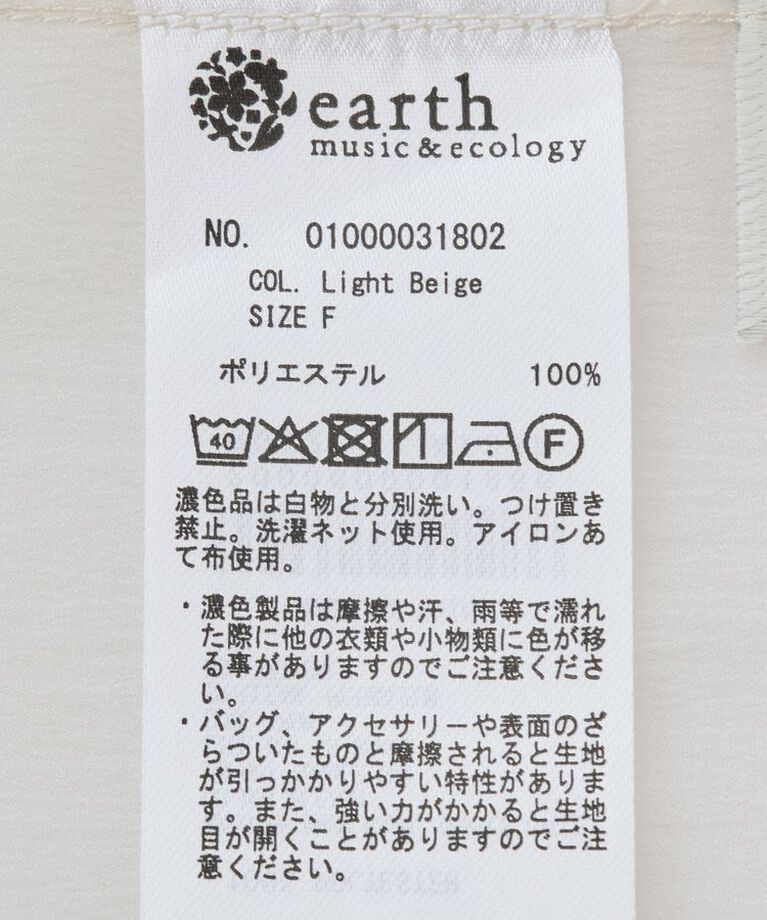 earth
music&ecology
NO. 01000031802
COL. Light Beige
SIZE F
ポリエステル 100%
40 F
濃色品は白物と分別洗い。つけ置き
禁止。洗濯ネット使用。アイロンあ
て布使用。
・濃色製品は摩擦や汗、雨等で濡れ
た際に他の衣類や小物類に色が移
る事がありますのでご注意くださ
い。
・バッグ、アクセサリーや表面のざ
らついたものと摩擦されると生地
が引っかかりやすい特性がありま
す。また、強い力がかかると生地
目が開くことがありますのでご注
意ください。